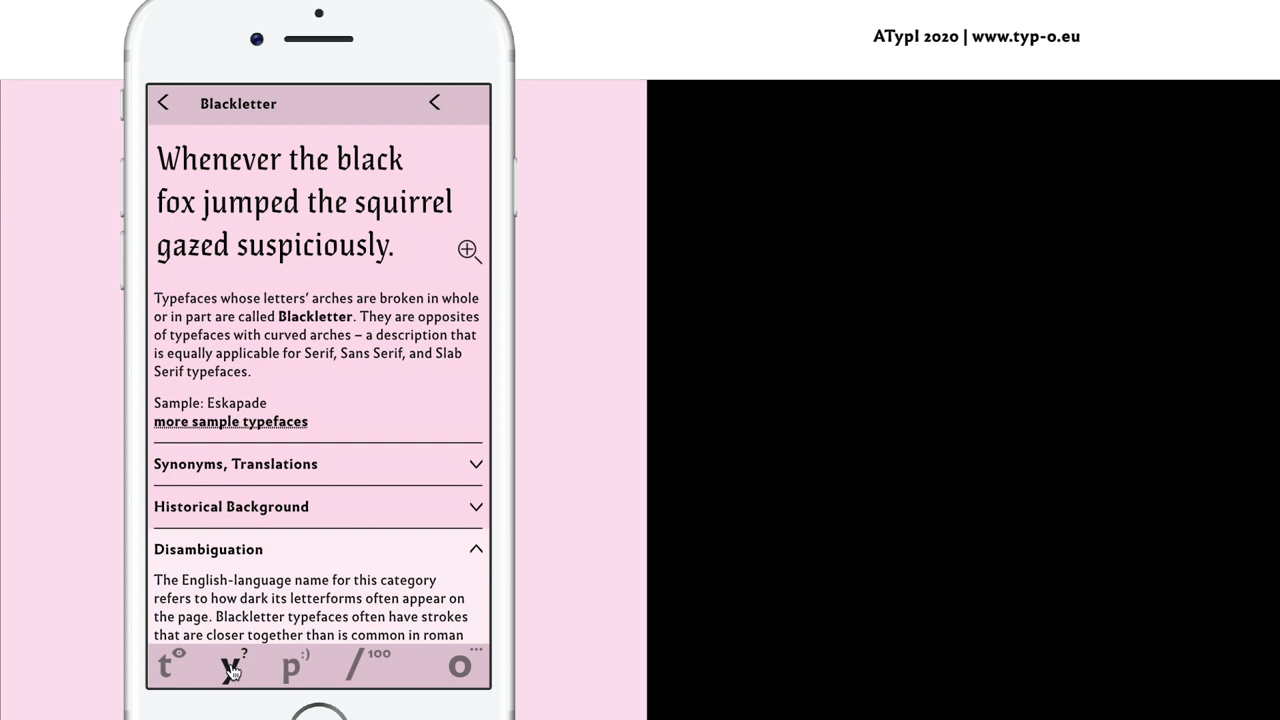 ATypI 2020 | www.typ-o.eu
Blackletter
Whenever the black
fox jumped the squirrel
gazed suspiciously.
Typefaces whose letters’ arches are broken in whole
or in part are called Blackletter. They are opposites
of typefaces with curved arches – a description that
is equally applicable for Serif, Sans Serif, and Slab
Serif typefaces.
Sample: Eskapade
more sample typefaces
Synonyms, Translations
Historical Background
Disambiguation
The English-language name for this category
refers to how dark its letterforms often appear on
the page. Blackletter typefaces often have strokes
that are closer together than is common in roman
t y? p:) /100 o...